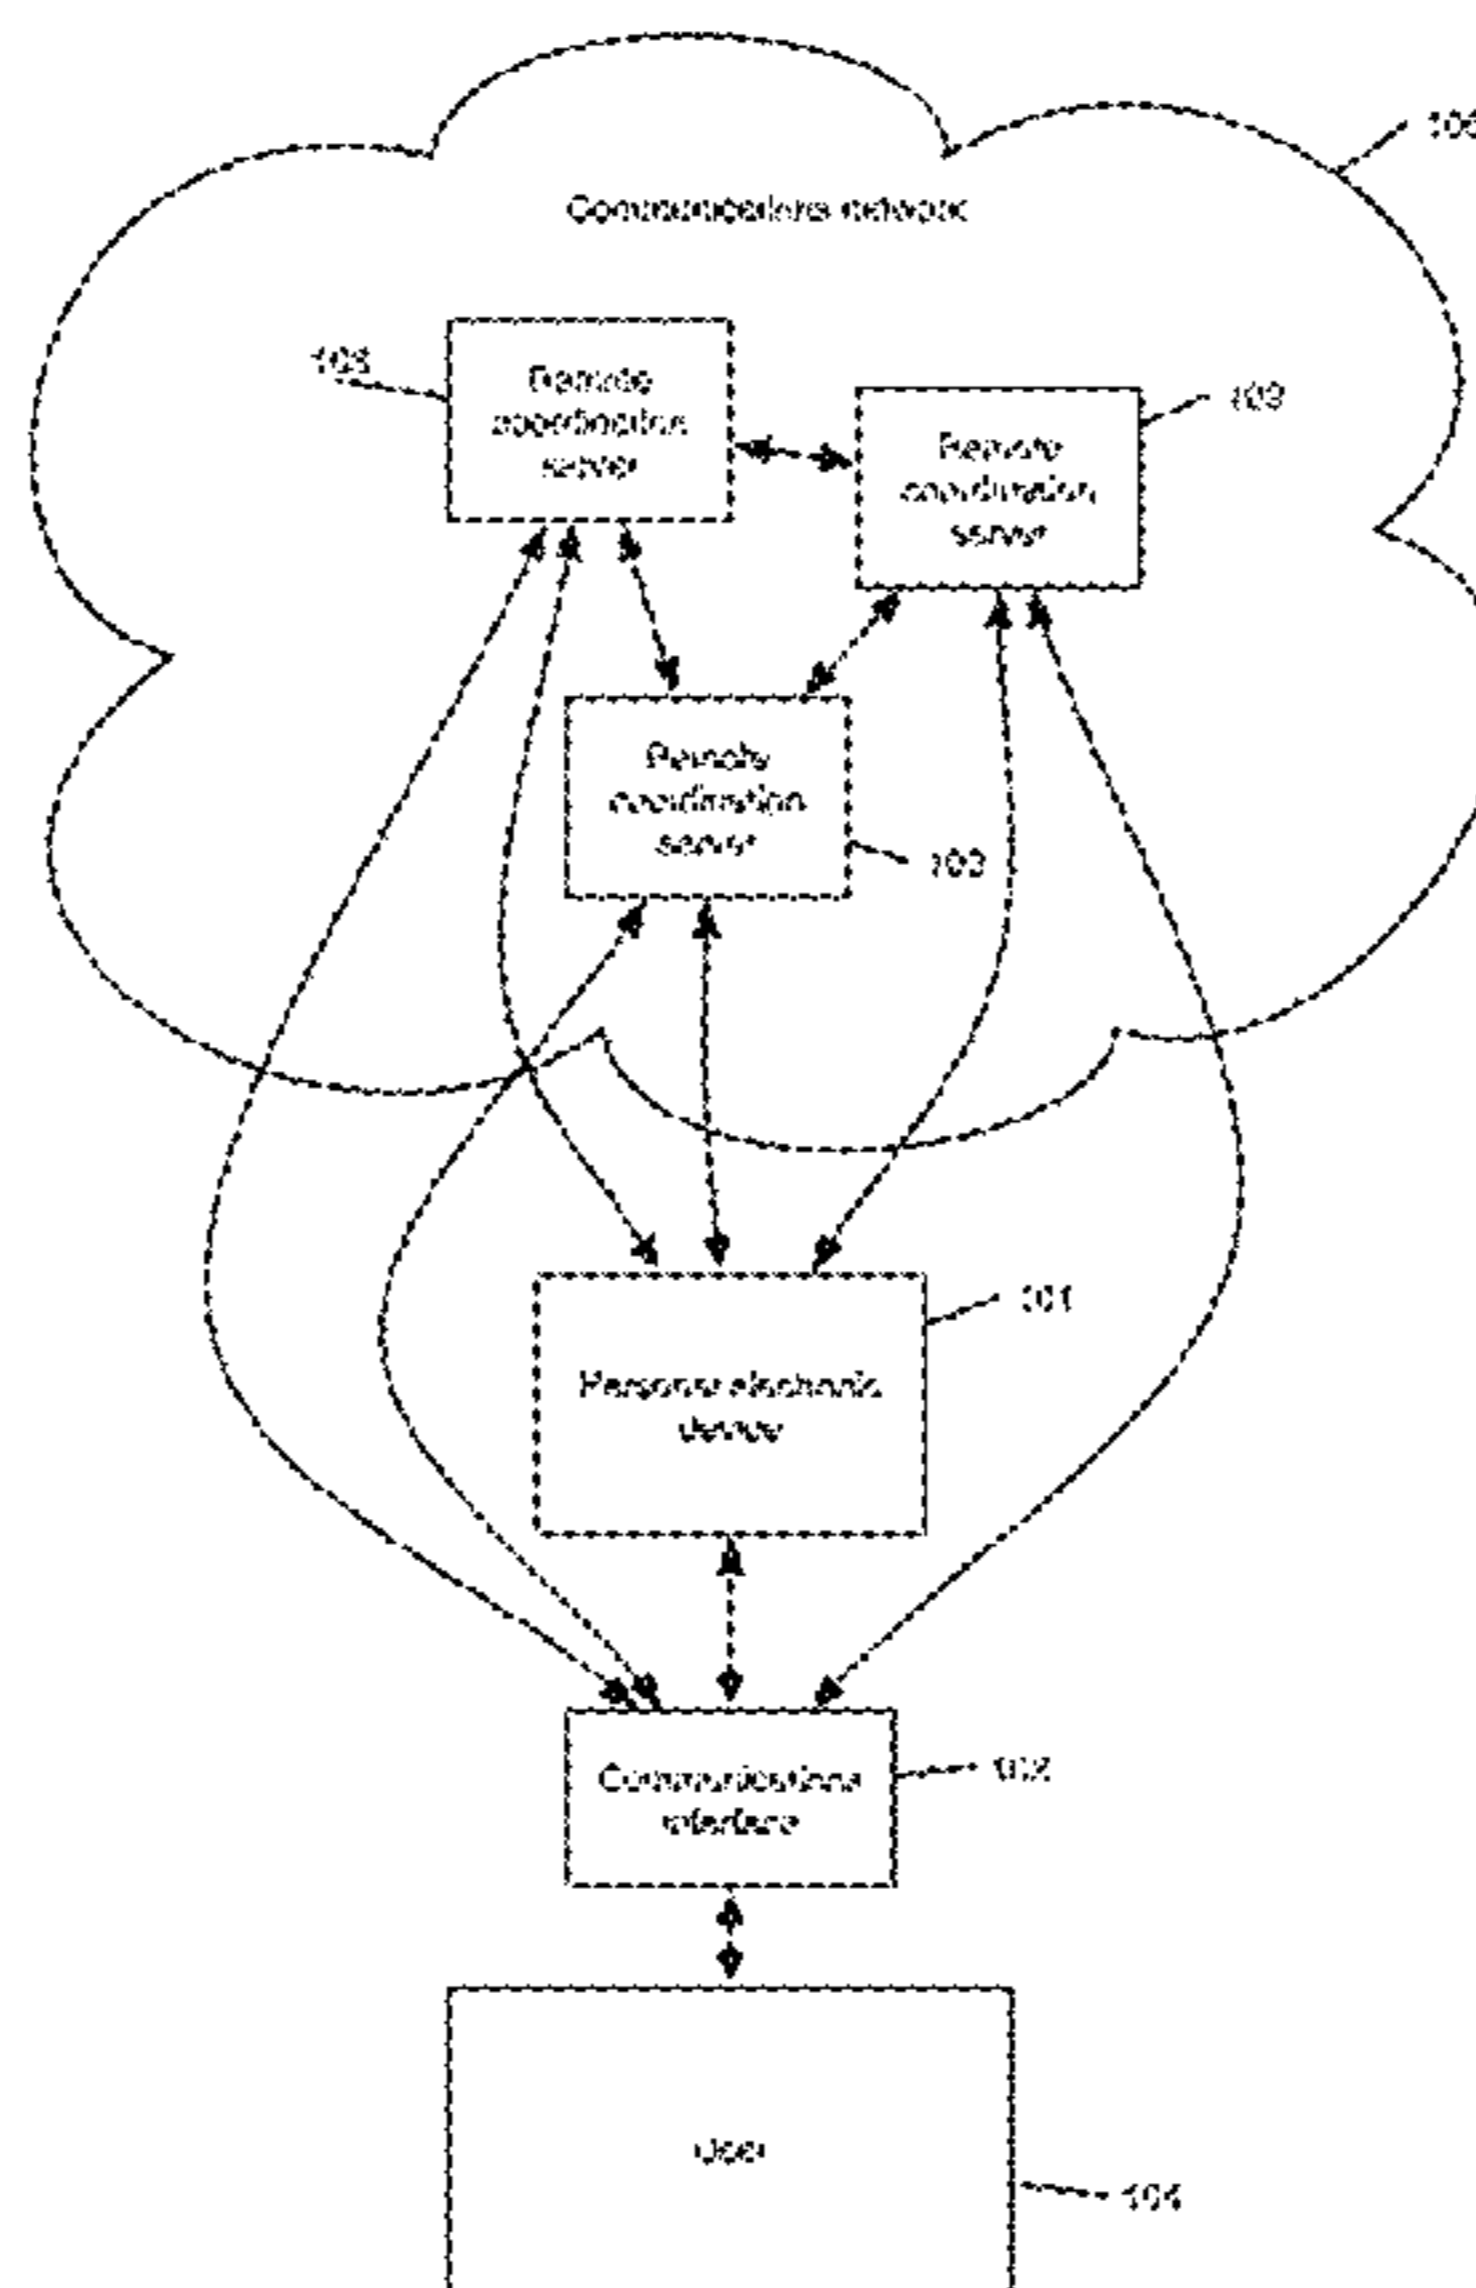 Communications network
Remote
coordination
server
103
Remote
coordination
server
Remote
coordination
server
103
101
Personal electronic
device
102
Communications
interface
User
104